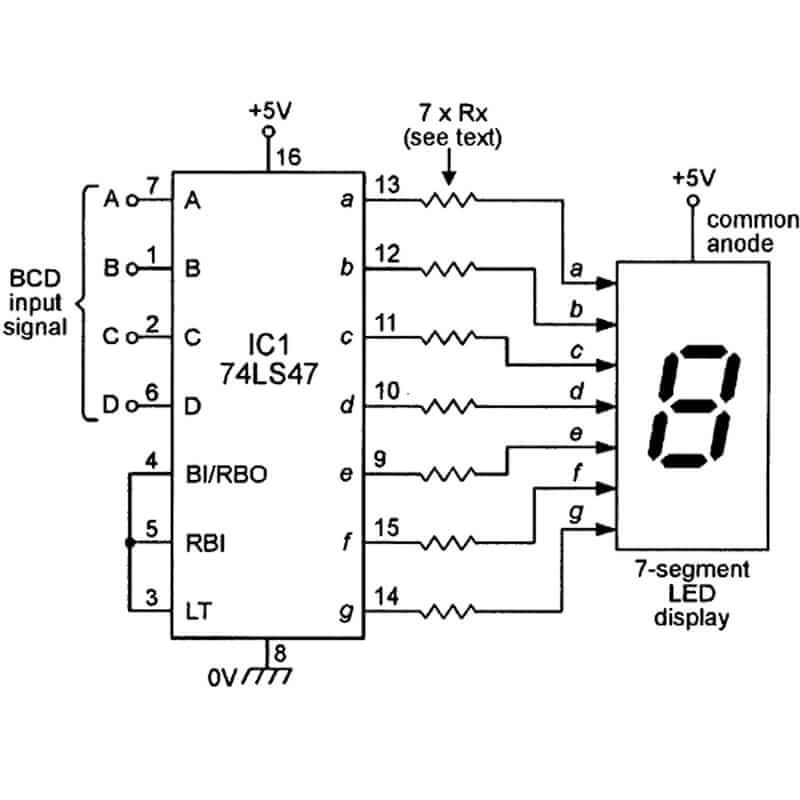 +5V
16
7 x Rx
(see text)
+5V
common
anode
BCD
input
signal
A 7 A a 13
B 1 B b 12
C 2 C c 11
D 6 D d 10
IC1
74LS47
4 BI/RBO e 9
5 RBI f 15
3 LT g 14
a
b
c
d
e
f
g
8
0V
7-segment
LED
display